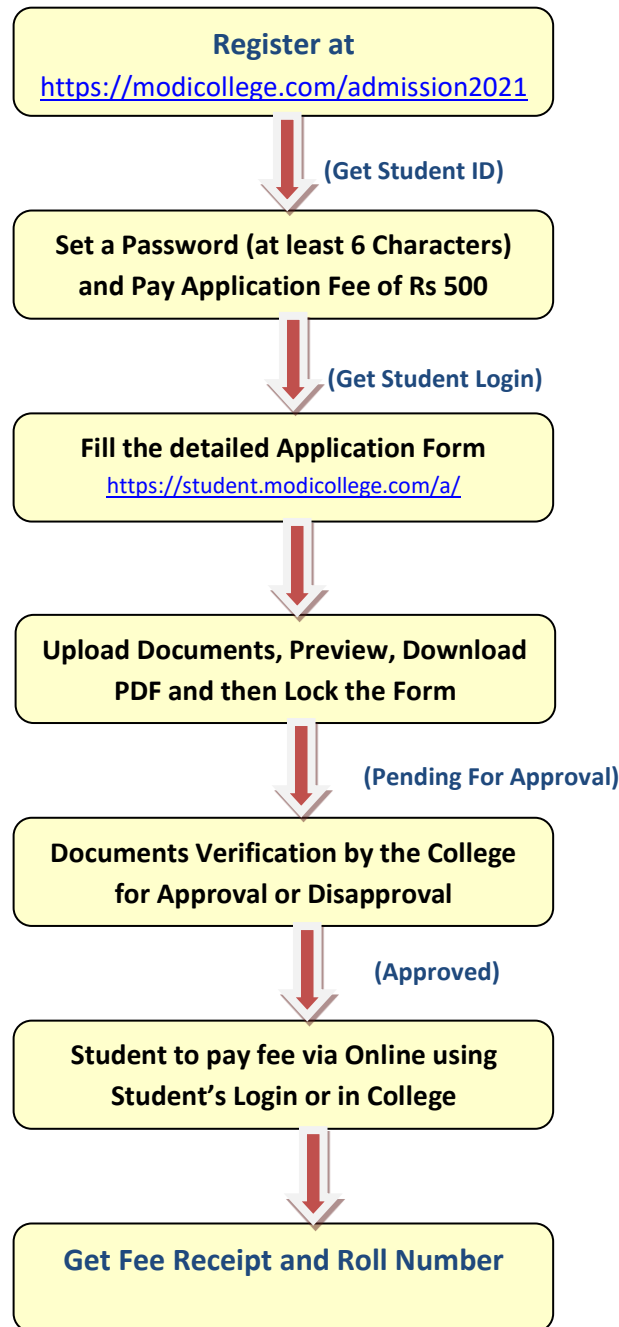 Register at
https://modicollege.com/admission2021
(Get Student ID)
Set a Password (at least 6 Characters)
and Pay Application Fee of Rs 500
(Get Student Login)
Fill the detailed Application Form
https://student.modicollege.com/a/
Upload Documents, Preview, Download
PDF and then Lock the Form
(Pending For Approval)
Documents Verification by the College
for Approval or Disapproval
(Approved)
Student to pay fee via Online using
Student’s Login or in College
Get Fee Receipt and Roll Number